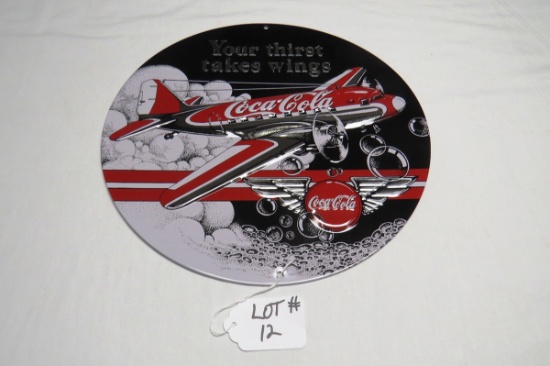 Your thirst
takes wings
Coca-Cola
Coca-Cola
LOT #
12